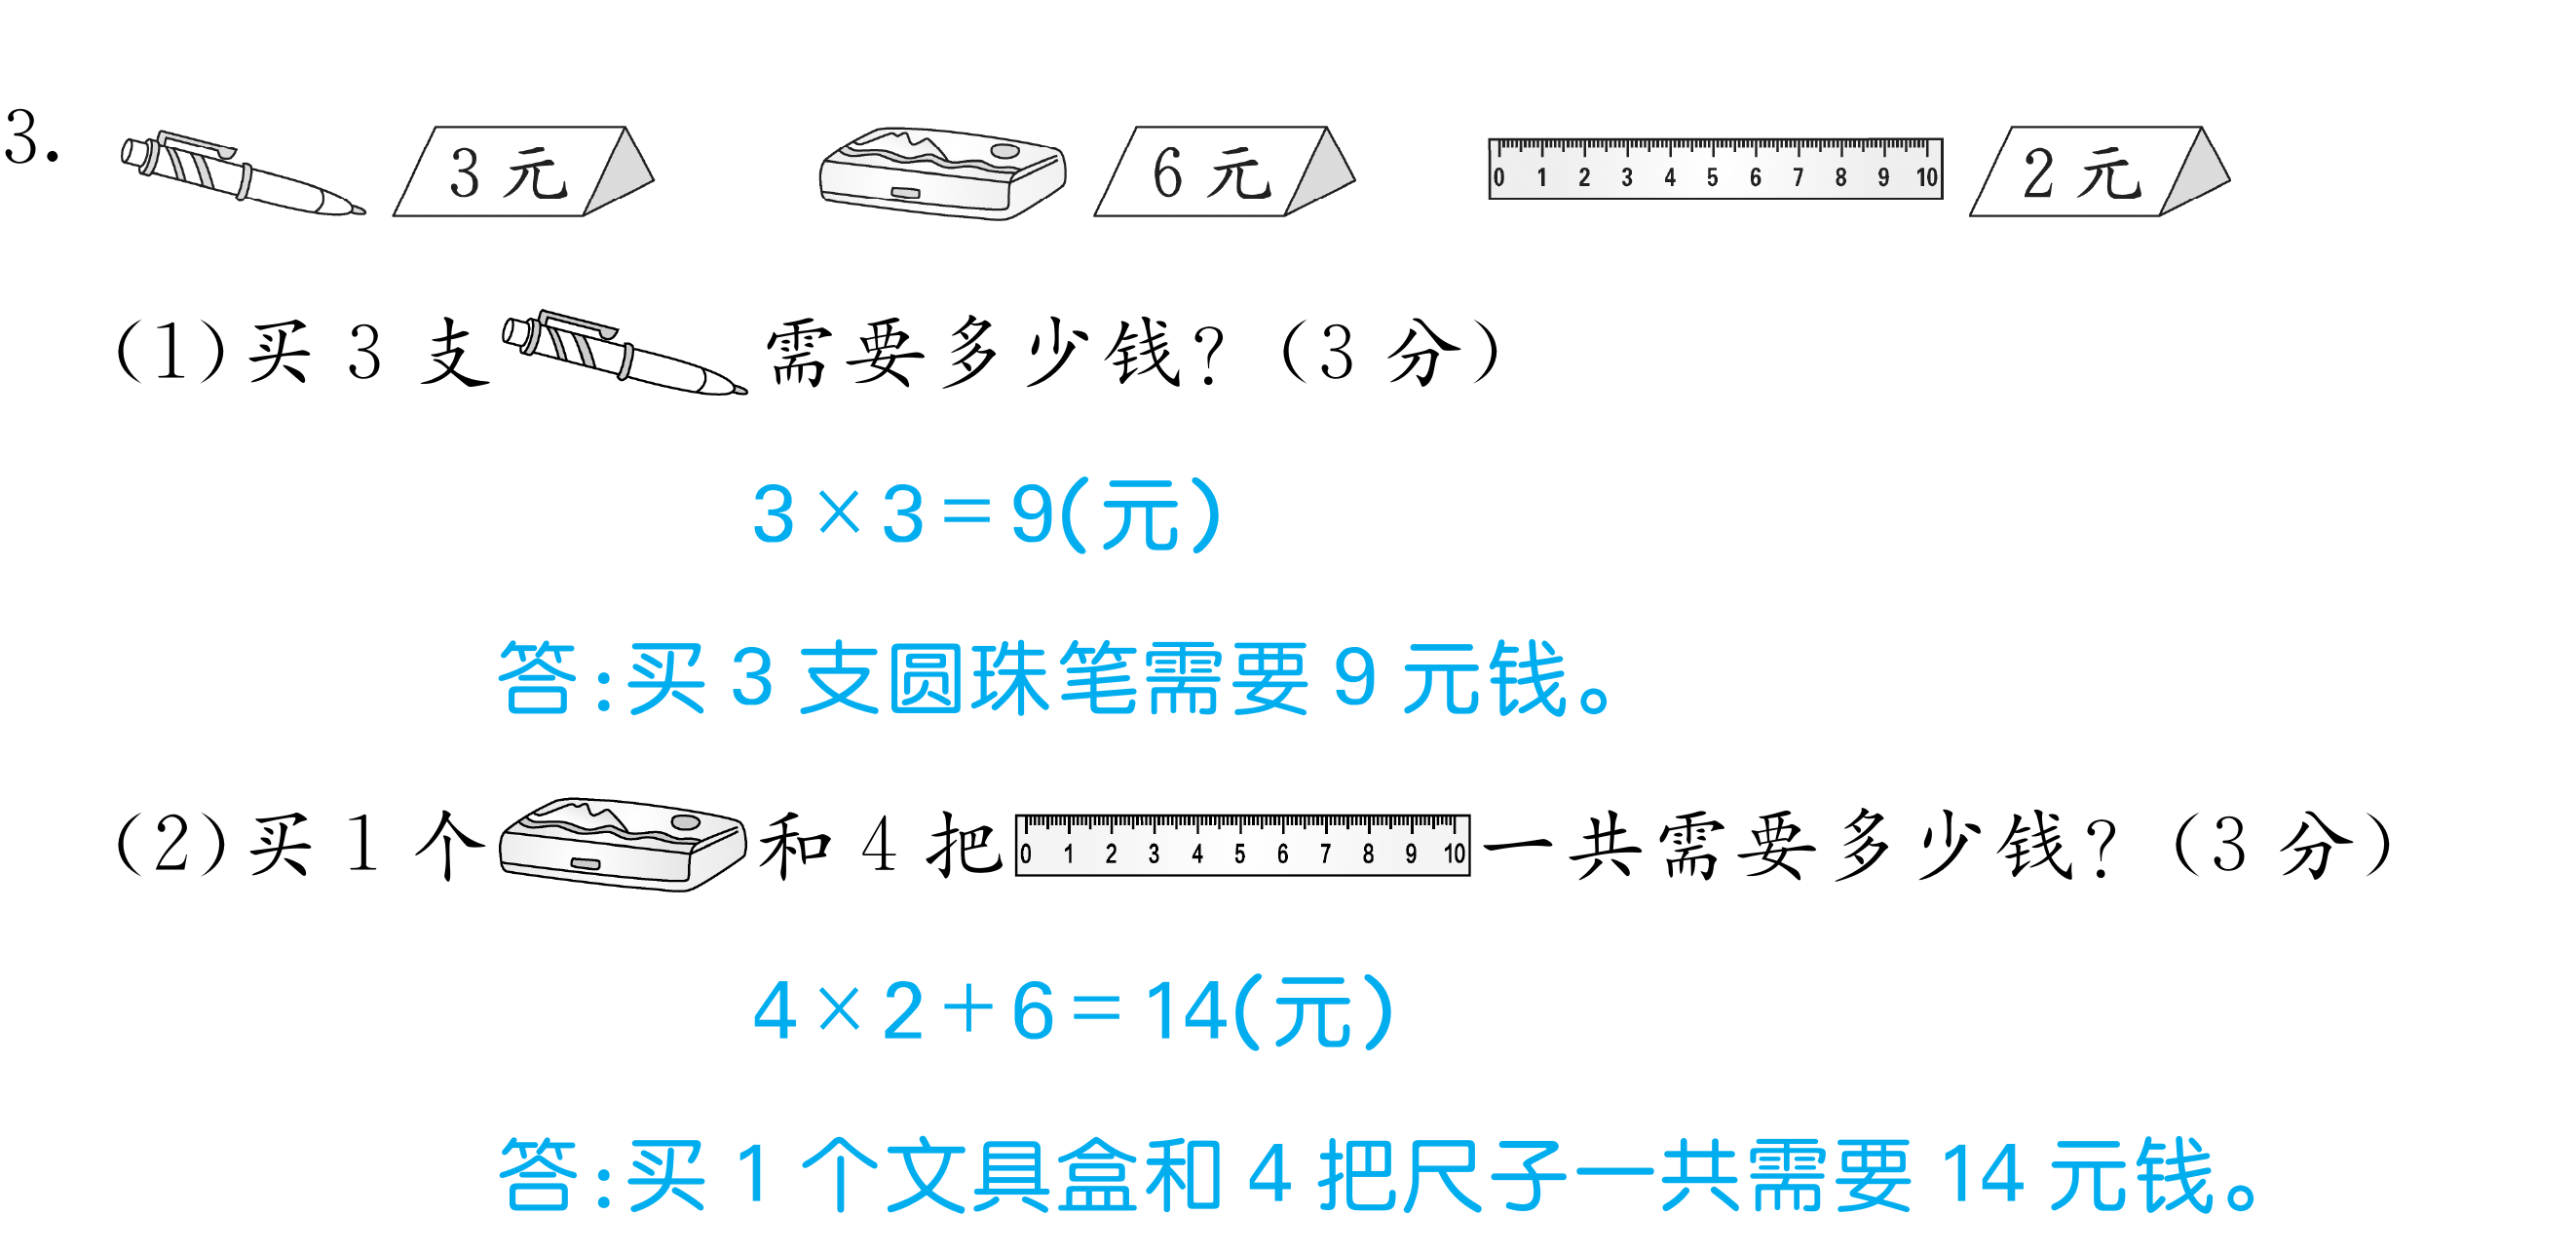 3. 3 元 6 元 0 1 2 3 4 5 6 7 8 9 10 2 元
(1)买 3 支 需要多少钱?(3 分)
3×3=9(元)
答:买 3 支圆珠笔需要 9 元钱。
(2)买 1 个 和 4 把 0 1 2 3 4 5 6 7 8 9 10 一共需要多少钱?(3 分)
4×2+6=14(元)
答:买 1 个文具盒和 4 把尺子一共需要 14 元钱。